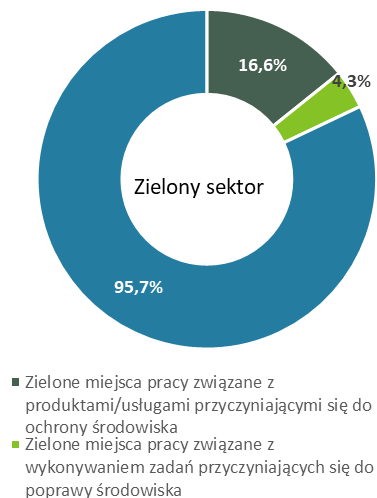 16,6%
4,3%
Zielony sektor
95,7%
Zielone miejsca pracy związane z
produktami/usługami przyczyniającymi się do
ochrony środowiska
Zielone miejsca pracy związane z
wykonywaniem zadań przyczyniających się do
poprawy środowiska